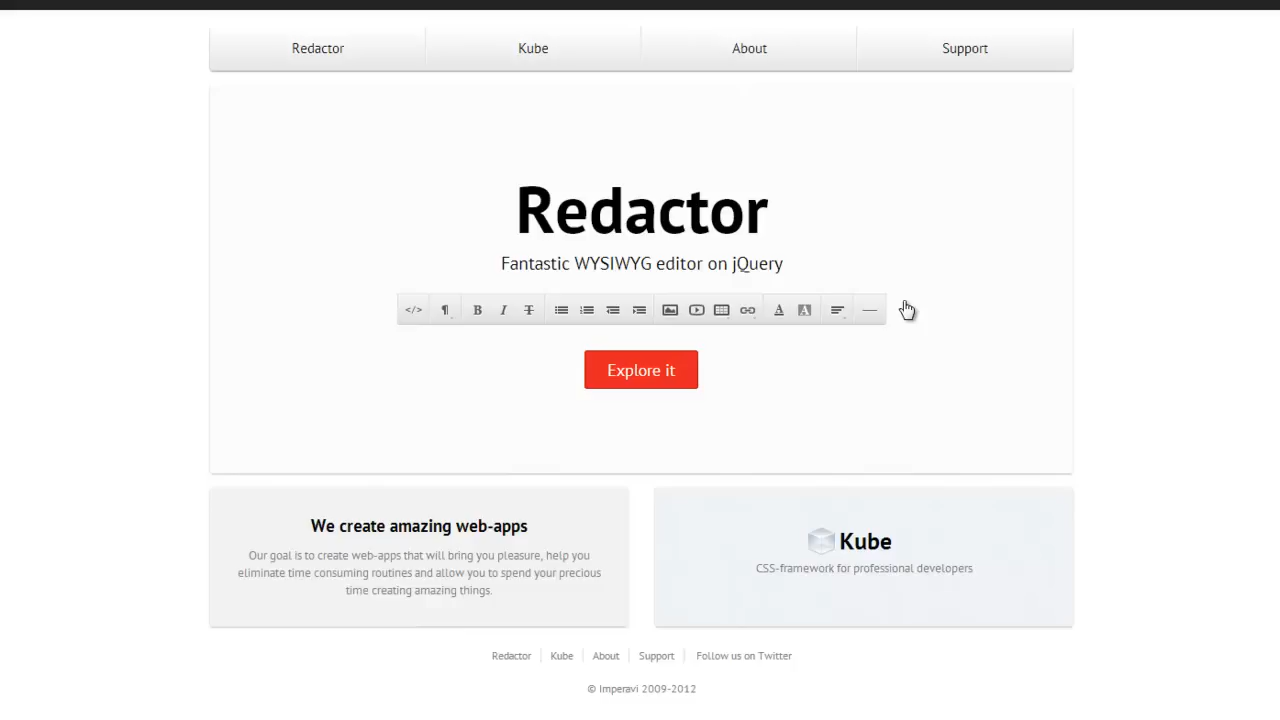 Redactor Kube About Support
Redactor
Fantastic WYSIWYG editor on jQuery
</> ¶ B I T A A
Explore it
We create amazing web-apps
Our goal is to create web-apps that will bring you pleasure, help you
eliminate time consuming routines and allow you to spend your precious
time creating amazing things.
Kube
CSS-framework for professional developers
Redactor Kube About Support Follow us on Twitter
© Imperavi 2009-2012